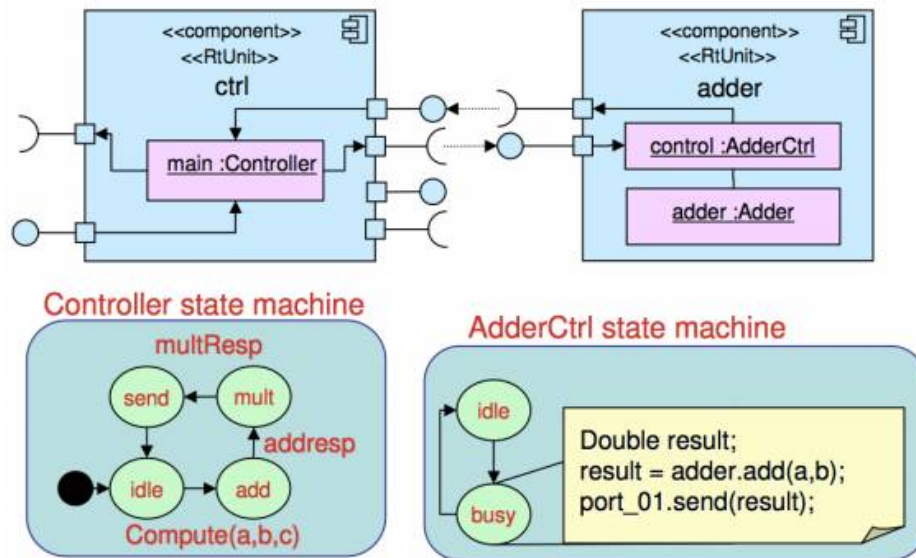 <<component>>
<<RtUnit>>
ctrl
main :Controller
<<component>>
<<RtUnit>>
adder
control :AdderCtrl
adder :Adder
Controller state machine
multResp
send
mult
addresp
idle
add
Compute(a,b,c)
AdderCtrl state machine
idle
busy
Double result;
result = adder.add(a,b);
port_01.send(result);